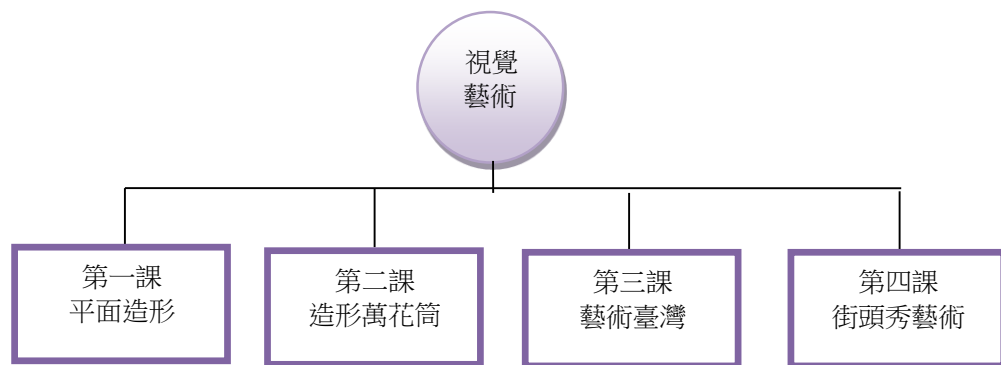 視覺
藝術
第一課
平面造形
第二課
造形萬花筒
第三課
藝術臺灣
第四課
街頭秀藝術